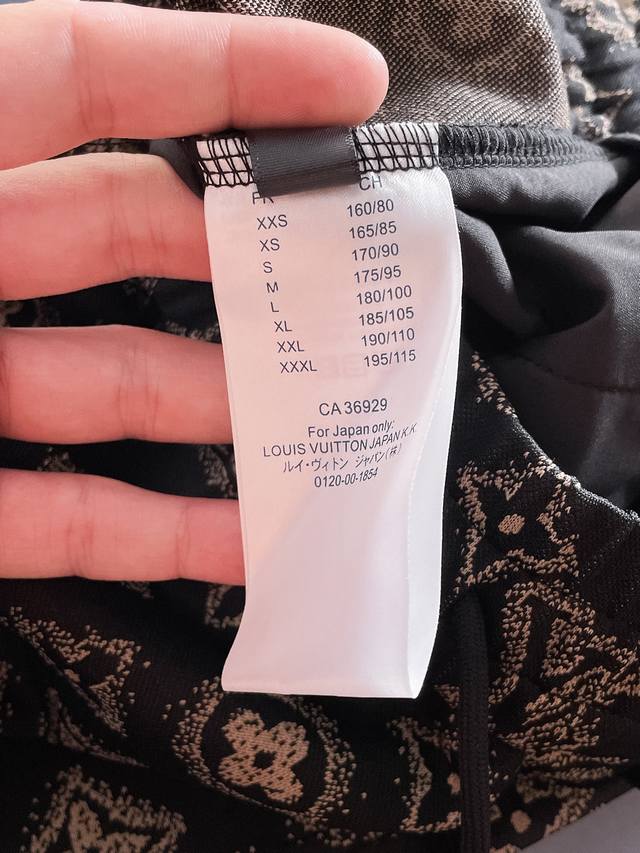 FR CH
XXS 160/80
XS 165/85
S 170/90
M 175/95
L 180/100
XL 185/105
XXL 190/110
XXXL 195/115
CA 36929
For Japan only:
LOUIS VUITTON JAPAN K.K.
ルイ・ヴィトン ジャパン(株)
0120-00-1854